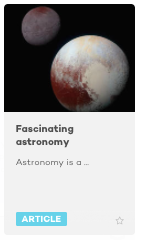 Fascinating
astronomy
Astronomy is a ...
ARTICLE